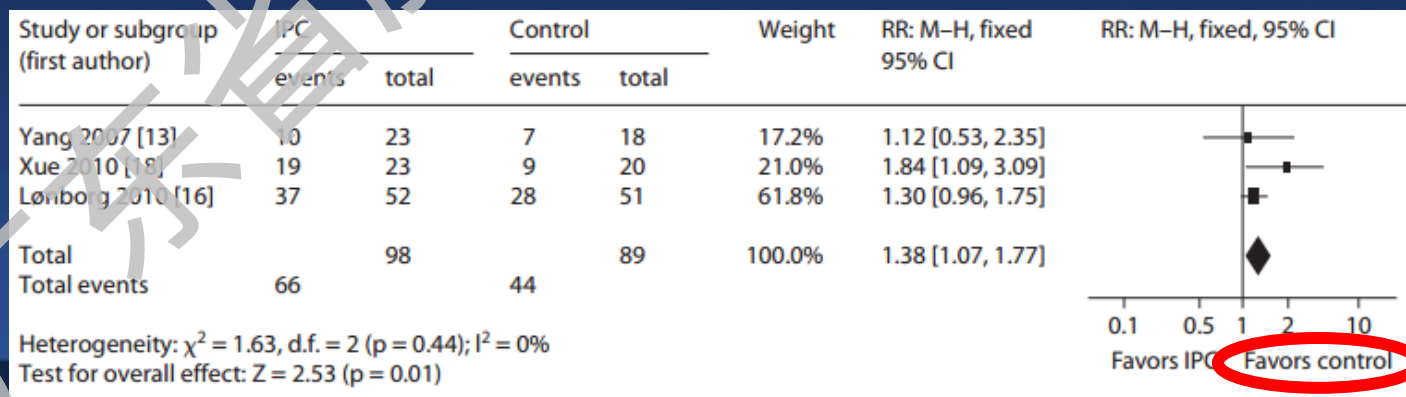 Study or subgroup IPC Control Weight RR: M–H, fixed RR: M–H, fixed, 95% CI
(first author) events total events total 95% CI
Yang 2007 [13] 10 23 7 18 17.2% 1.12 [0.53, 2.35]
Xue 2010 [18] 19 23 9 20 21.0% 1.84 [1.09, 3.09]
Lønborg 2010 [16] 37 52 28 51 61.8% 1.30 [0.96, 1.75]
Total 98 89 100.0% 1.38 [1.07, 1.77]
Total events 66 44
0.1 0.5 1 2 10
Heterogeneity: χ² = 1.63, d.f. = 2 (p = 0.44); I² = 0%
Favors IPC Favors control
Test for overall effect: Z = 2.53 (p = 0.01)
东省